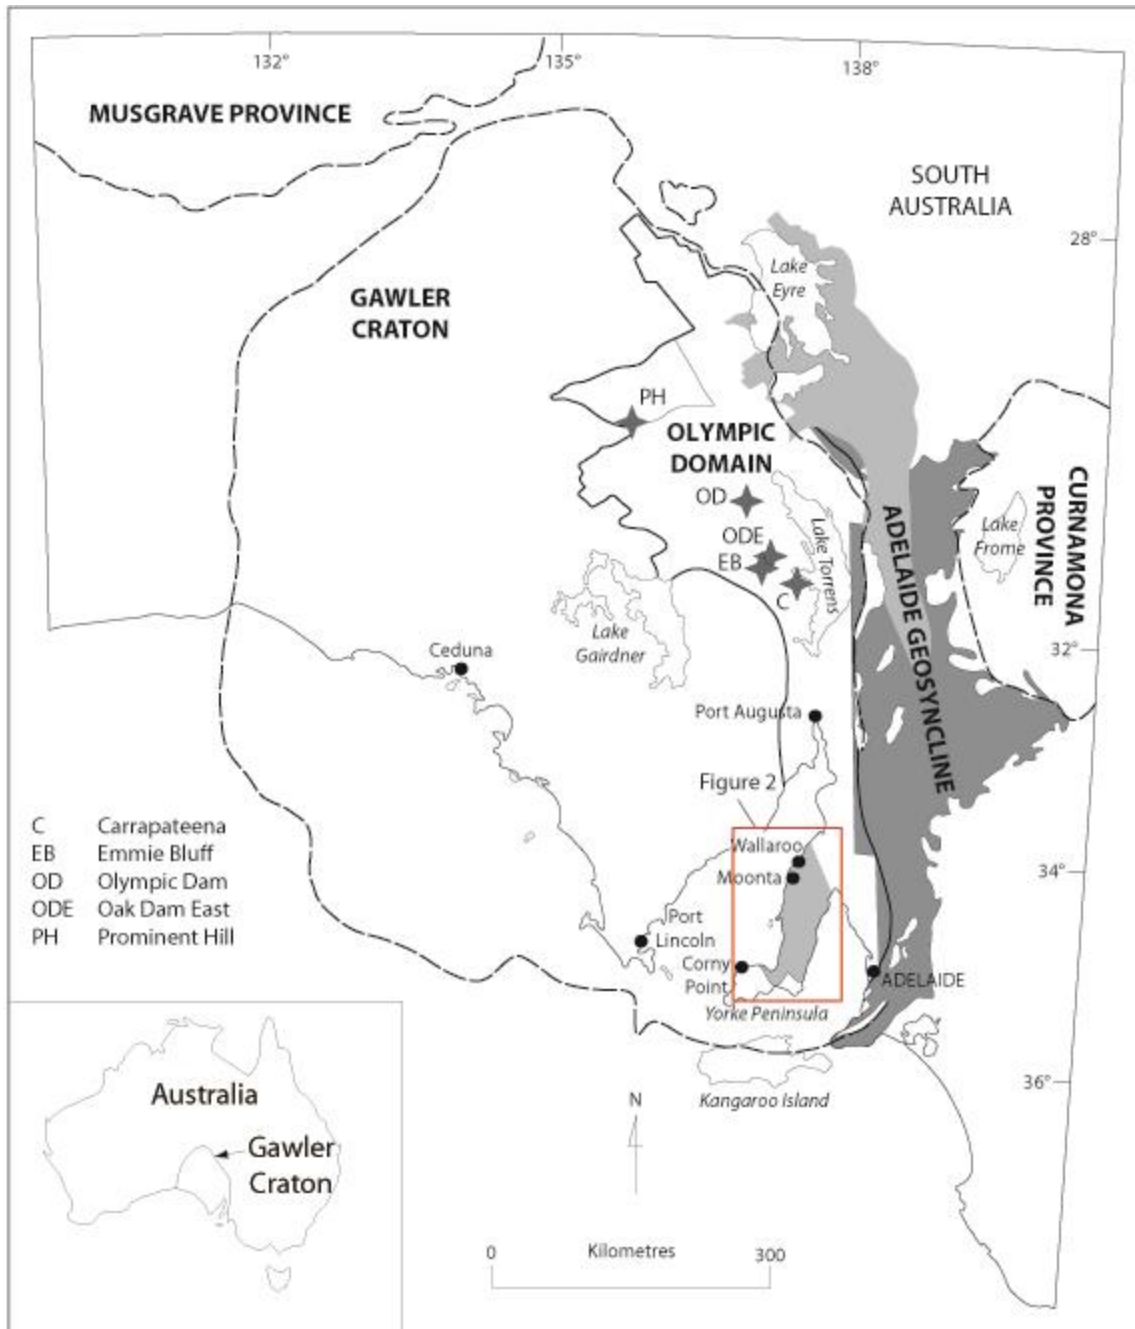 132°
135°
138°
MUSGRAVE PROVINCE
SOUTH
AUSTRALIA
28°
Lake
Eyre
GAWLER
CRATON
PH
OLYMPIC
DOMAIN
OD
ODE
EB
C
Lake Torrens
ADELAIDE GEOSYNCLINE
Lake
Frome
CURNAMONA
PROVINCE
Lake
Gairdner
32°
Ceduna
Port Augusta
Figure 2
Wallaroo
Moonta
34°
Port
Lincoln
Corny
Point
ADELAIDE
Yorke Peninsula
C Carrapateena
EB Emmie Bluff
OD Olympic Dam
ODE Oak Dam East
PH Prominent Hill
36°
Kangaroo Island
N
Australia
Gawler
Craton
0 Kilometres 300